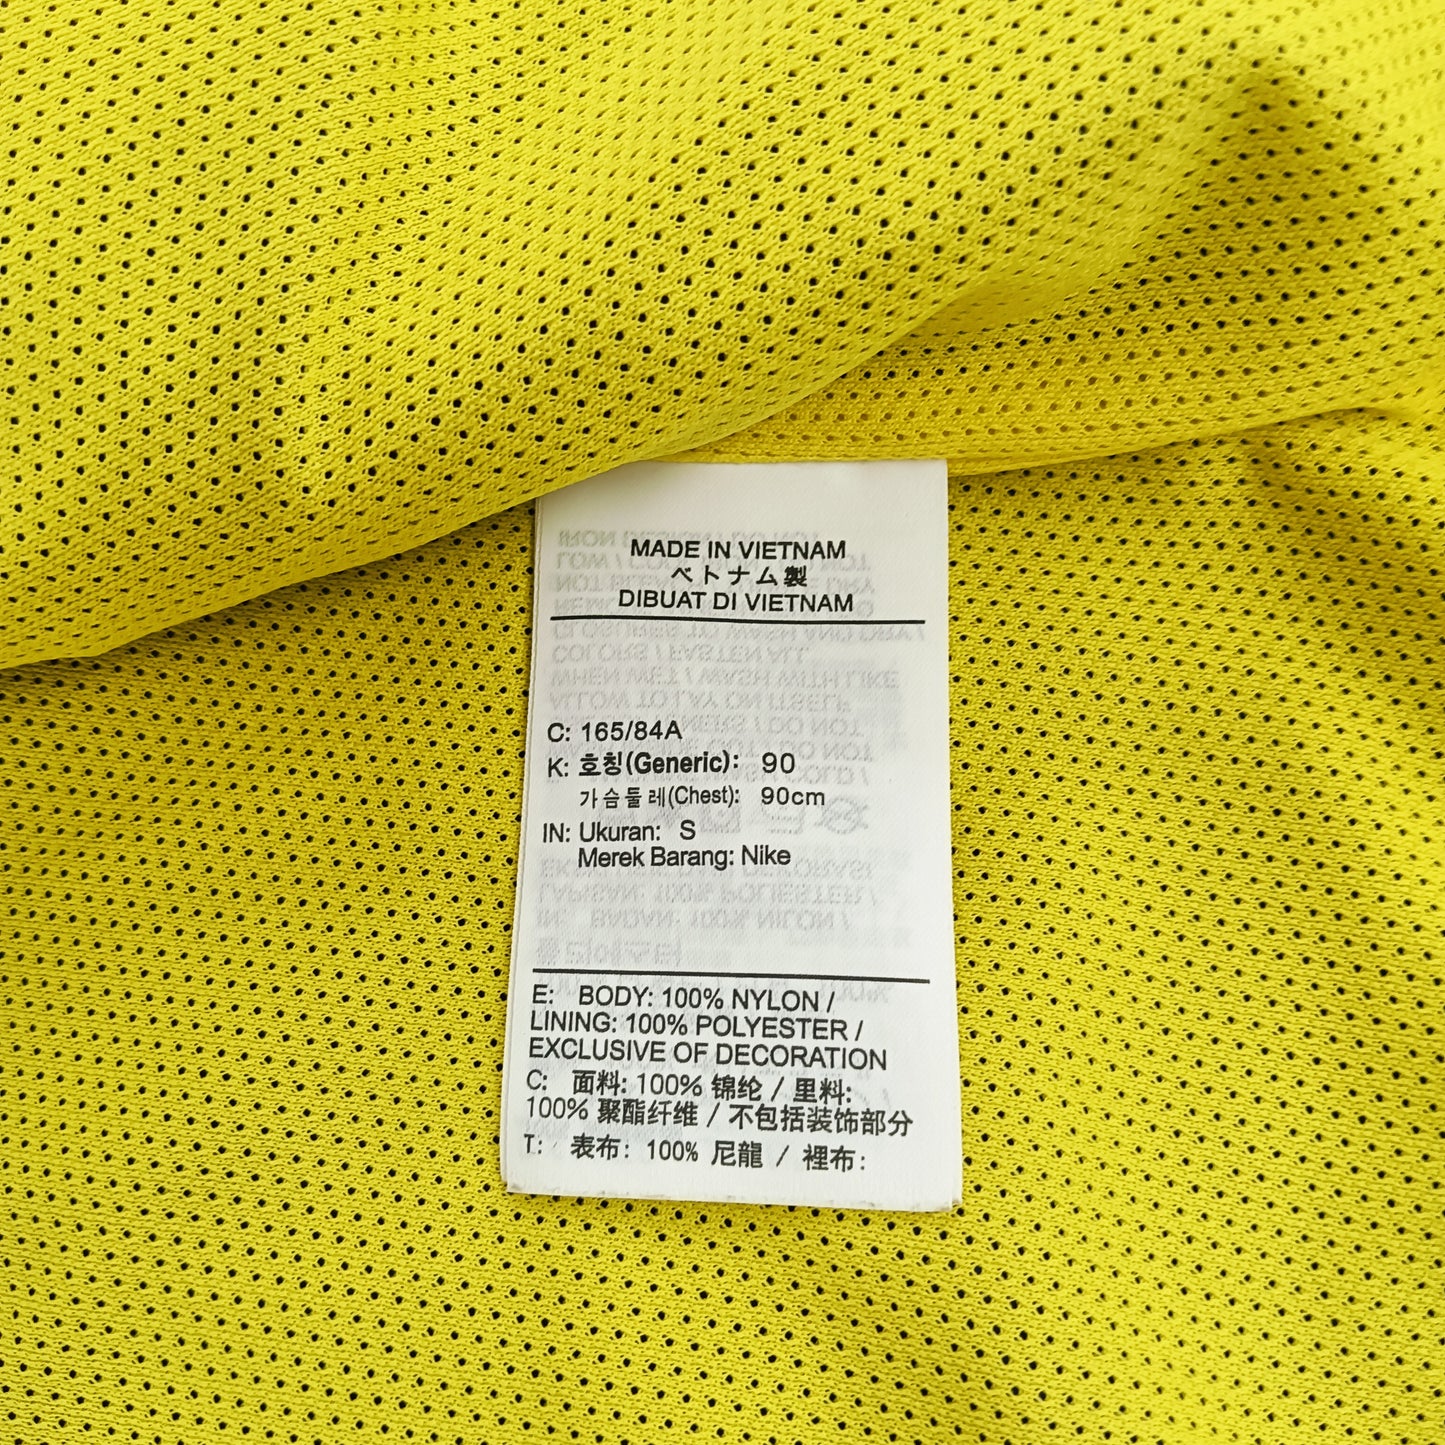 MADE IN VIETNAM
ベトナム製
DIBUAT DI VIETNAM
C: 165/84A
K: 호칭(Generic): 90
가슴둘레(Chest): 90cm
IN: Ukuran: S
Merek Barang: Nike
E: BODY: 100% NYLON /
LINING: 100% POLYESTER /
EXCLUSIVE OF DECORATION
C: 面料: 100% 锦纶 / 里料:
100% 聚酯纤维 / 不包括装饰部分
T: 表布: 100% 尼龍 / 裡布: